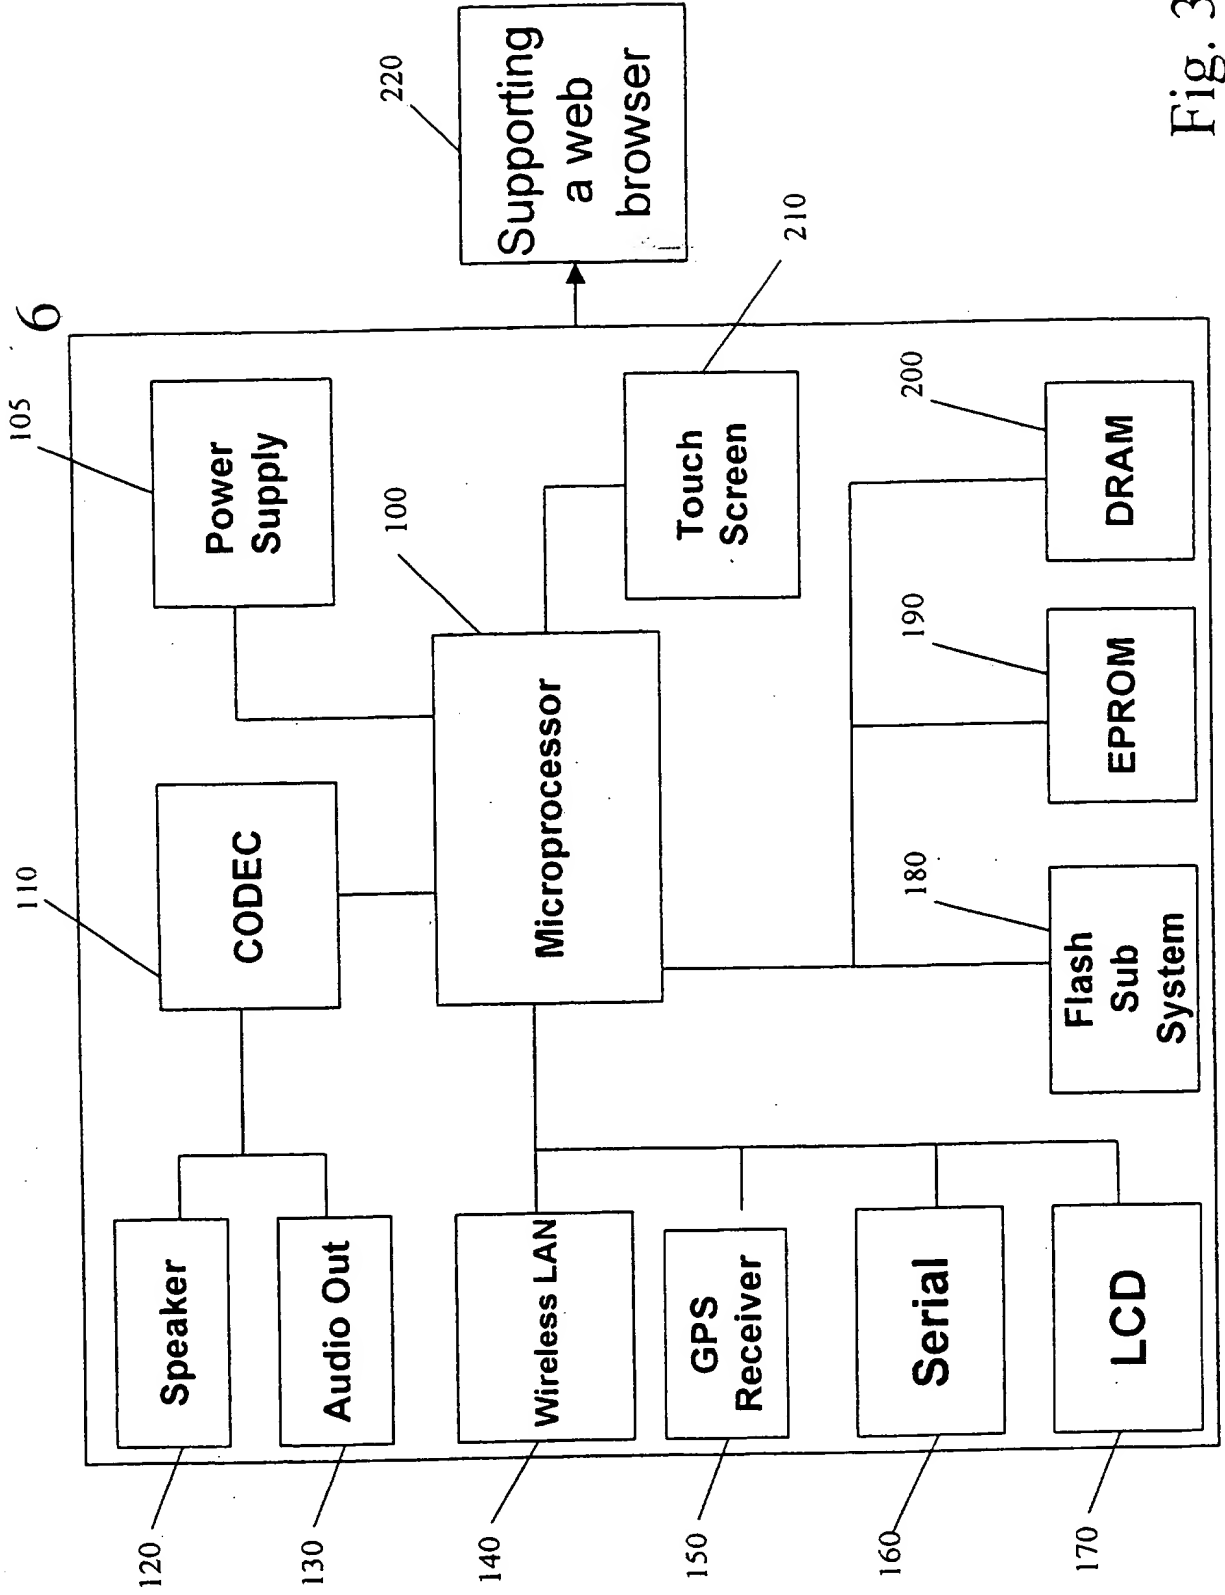 6
120
Speaker
110
CODEC
105
Power
Supply
130
Audio Out
140
Wireless LAN
100
Microprocessor
220
Supporting
a web
browser
150
GPS
Receiver
210
Touch
Screen
160
Serial
170
LCD
180
Flash
Sub
System
190
EPROM
200
DRAM
Fig. 3